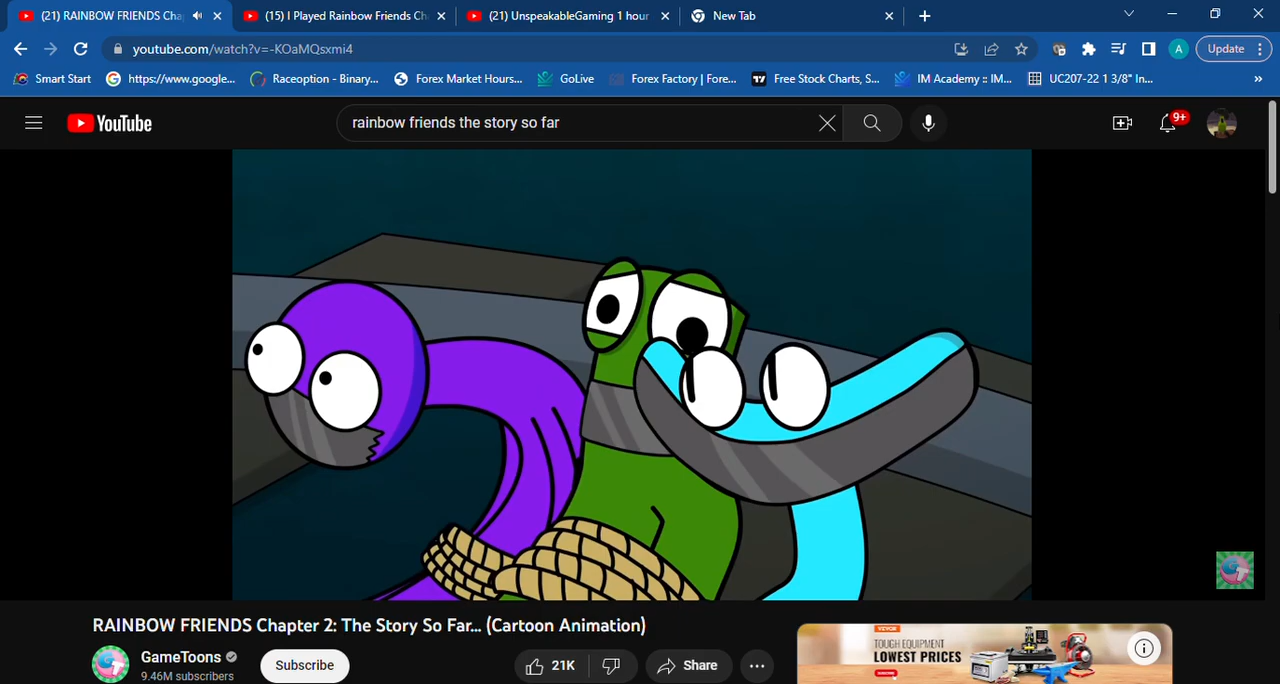 (21) RAINBOW FRIENDS Cha
(15) I Played Rainbow Friends Ch
(21) UnspeakableGaming 1 hour
New Tab
youtube.com/watch?v=-KOaMQsxmi4
A
Update
Smart Start
https://www.google...
Raceoption - Binary...
Forex Market Hours...
GoLive
Forex Factory | Fore...
Free Stock Charts, S...
IM Academy :: IM...
UC207-22 1 3/8" In...
»
YouTube
rainbow friends the story so far
9+
RAINBOW FRIENDS Chapter 2: The Story So Far... (Cartoon Animation)
GameToons
9.46M subscribers
Subscribe
21K
Share
VEVOR
TOUGH EQUIPMENT
LOWEST PRICES